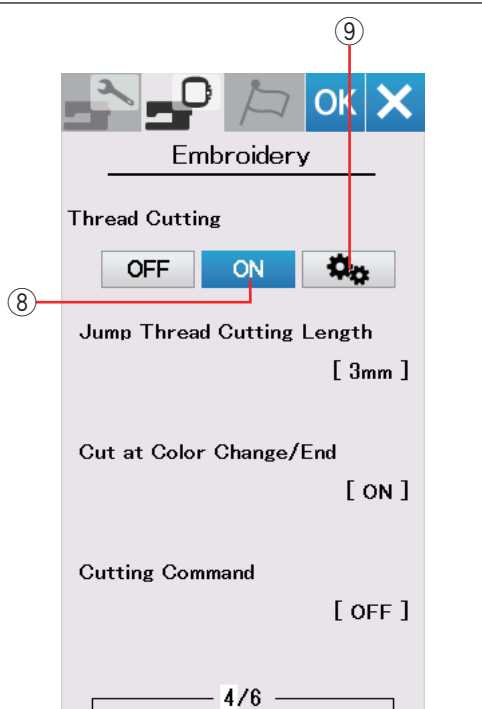 ⑨
OK
Embroidery
Thread Cutting
OFF ON
⑧
Jump Thread Cutting Length
[ 3mm ]
Cut at Color Change/End
[ ON ]
Cutting Command
[ OFF ]
4/6